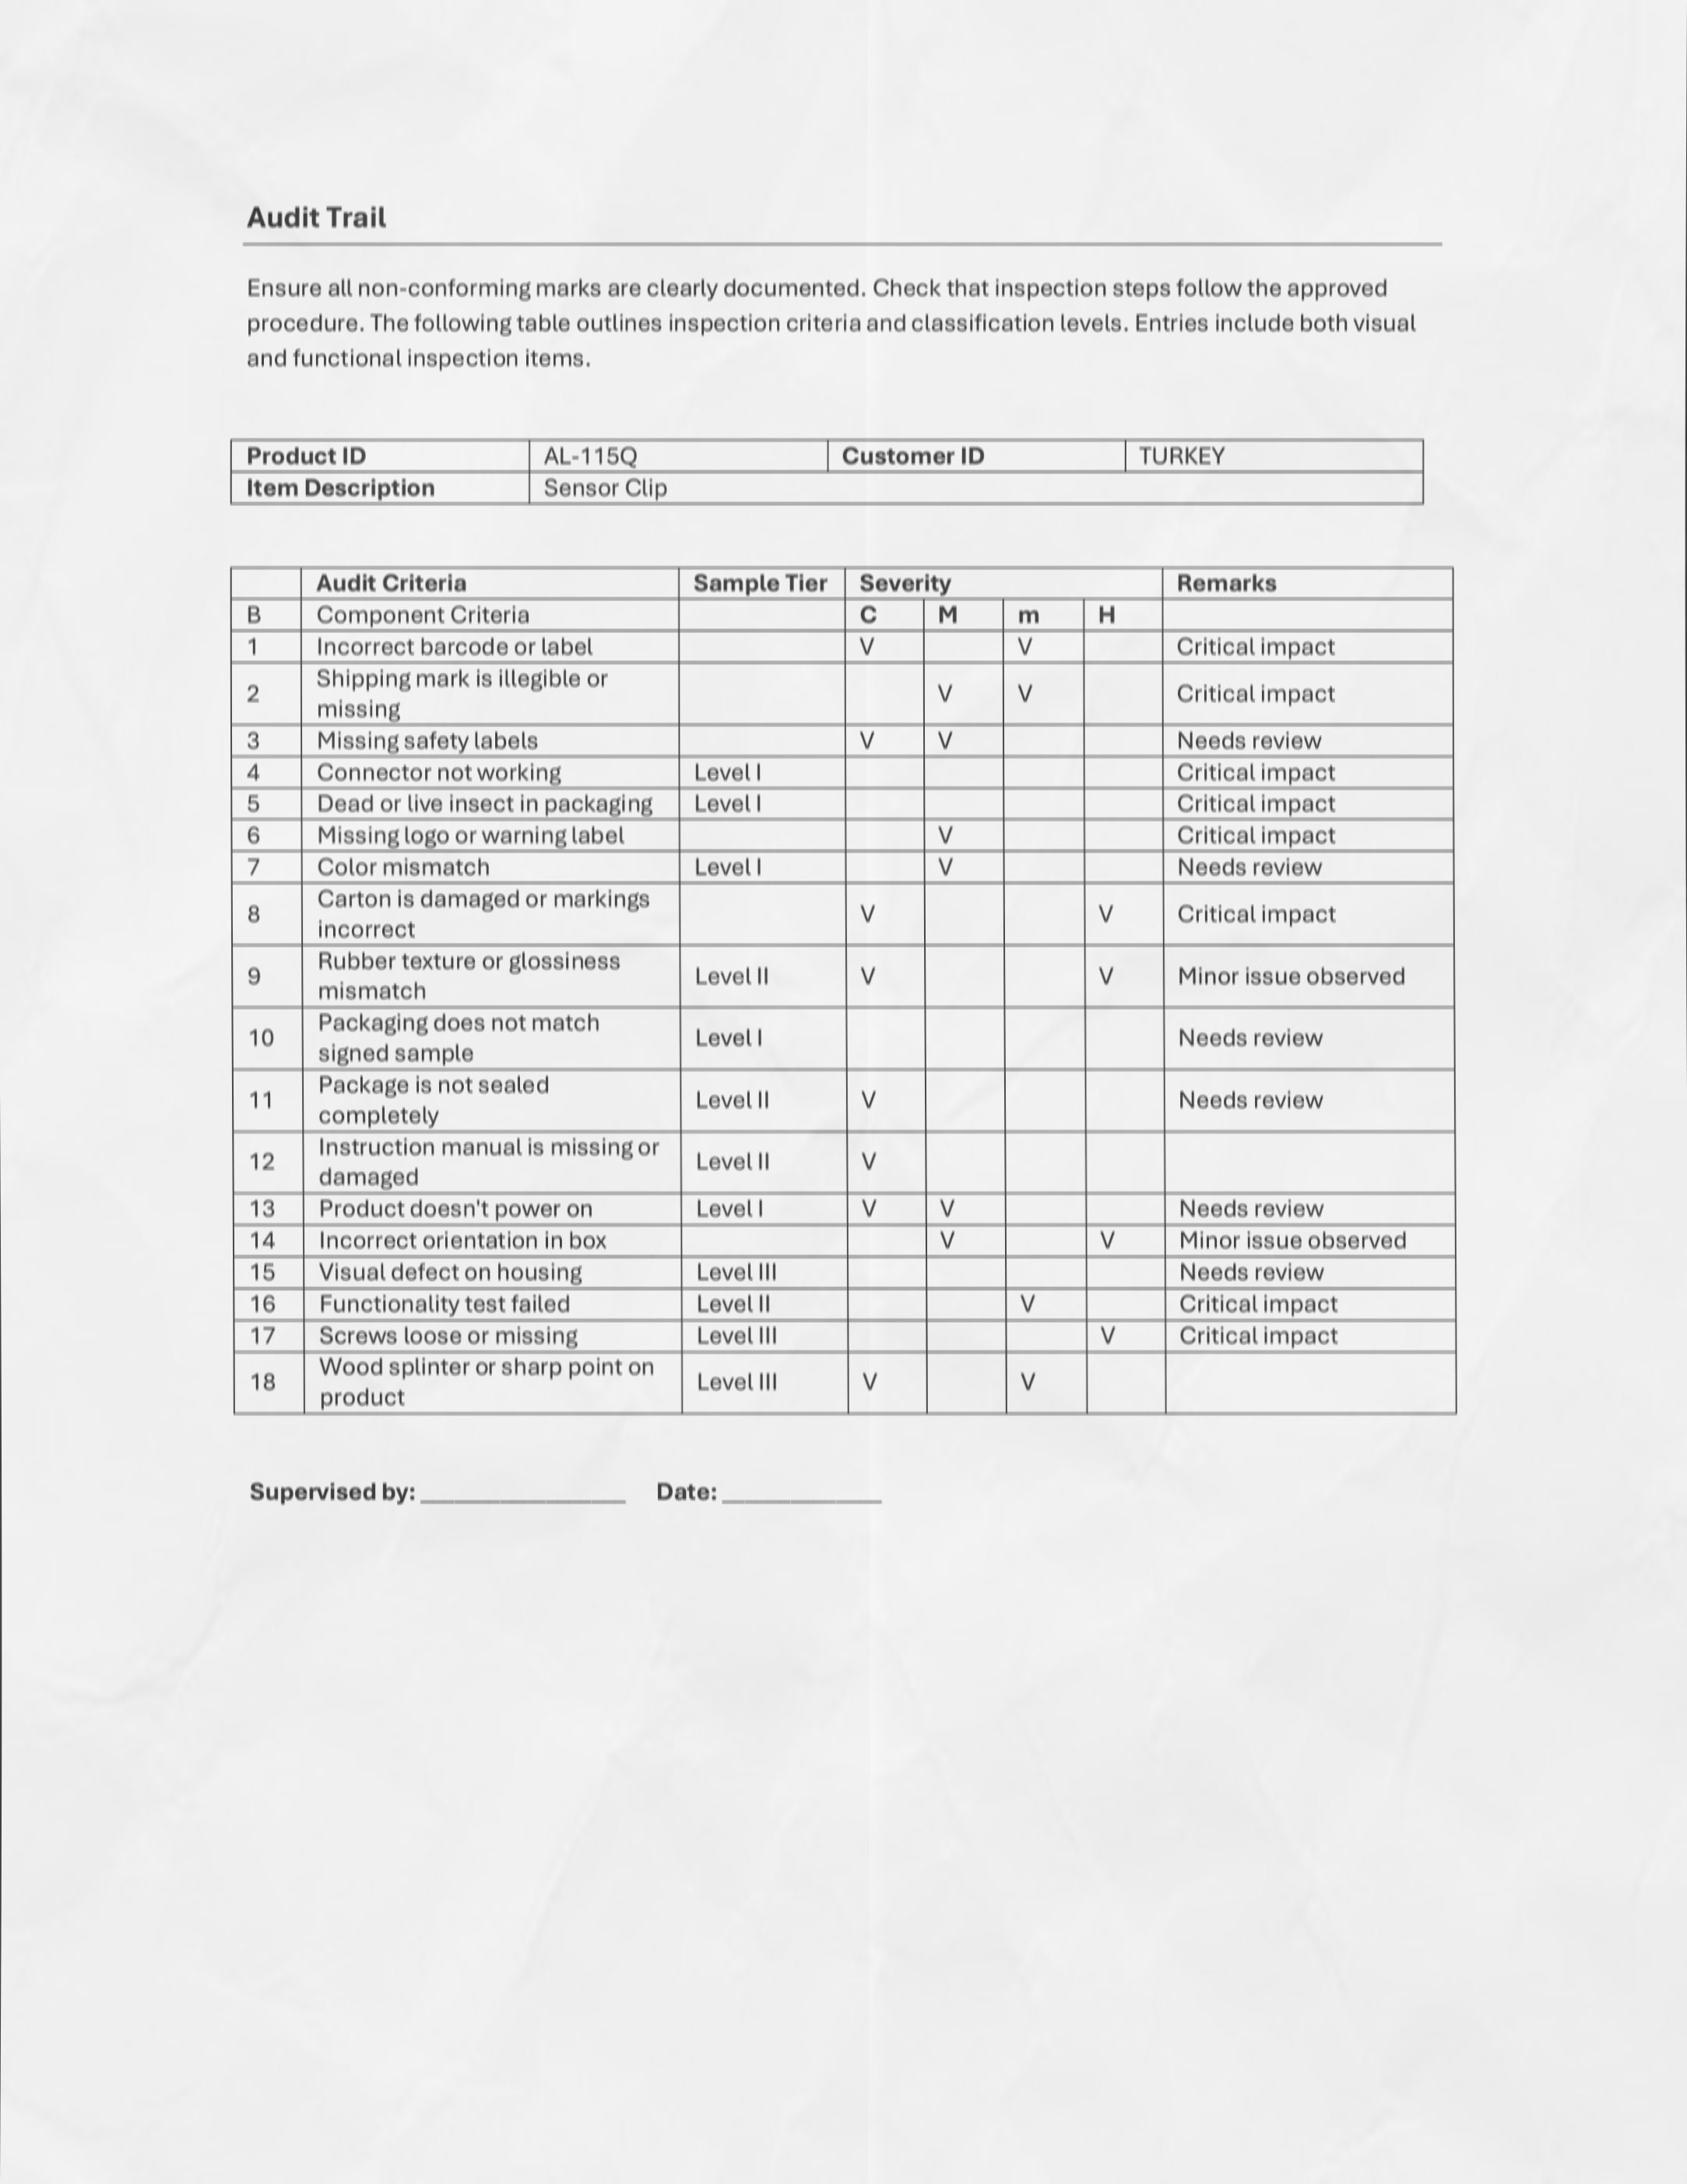 Audit Trail
Ensure all non-conforming marks are clearly documented. Check that inspection steps follow the approved
procedure. The following table outlines inspection criteria and classification levels. Entries include both visual
and functional inspection items.
Product ID AL-115Q Customer ID TURKEY
Item Description Sensor Clip
Audit Criteria Sample Tier Severity Remarks
B Component Criteria C M m H
1 Incorrect barcode or label V V Critical impact
Shipping mark is illegible or
2 V V Critical impact
missing
3 Missing safety labels V V Needs review
4 Connector not working Level I Critical impact
5 Dead or live insect in packaging Level I Critical impact
6 Missing logo or warning label V Critical impact
7 Color mismatch Level I V Needs review
Carton is damaged or markings
8 V V Critical impact
incorrect
Rubber texture or glossiness
9 Level II V V Minor issue observed
mismatch
Packaging does not match
10 Level I Needs review
signed sample
Package is not sealed
11 Level II V Needs review
completely
Instruction manual is missing or
12 Level II V
damaged
13 Product doesn't power on Level I V V Needs review
14 Incorrect orientation in box V V Minor issue observed
15 Visual defect on housing Level III Needs review
16 Functionality test failed Level II V Critical impact
17 Screws loose or missing Level III V Critical impact
Wood splinter or sharp point on
18 Level III V V
product
Supervised by: _______________ Date: ____________